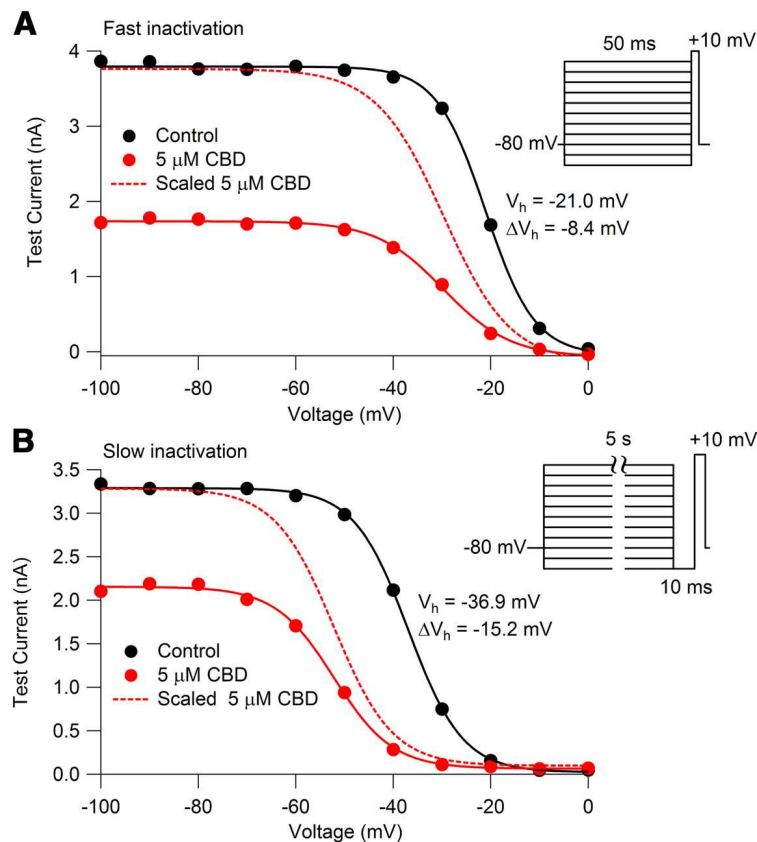 A
Fast inactivation
4
3
2
1
0
Test Current (nA)
Control
5 μM CBD
Scaled 5 μM CBD
50 ms
+10 mV
-80 mV
Vh = -21.0 mV
ΔVh = -8.4 mV
-100
-80
-60
-40
-20
0
Voltage (mV)
B
Slow inactivation
3.5
3.0
2.5
2.0
1.5
1.0
0.5
0.0
Test Current (nA)
Control
5 μM CBD
Scaled 5 μM CBD
5 s
+10 mV
-80 mV
10 ms
Vh = -36.9 mV
ΔVh = -15.2 mV
-100
-80
-60
-40
-20
0
Voltage (mV)